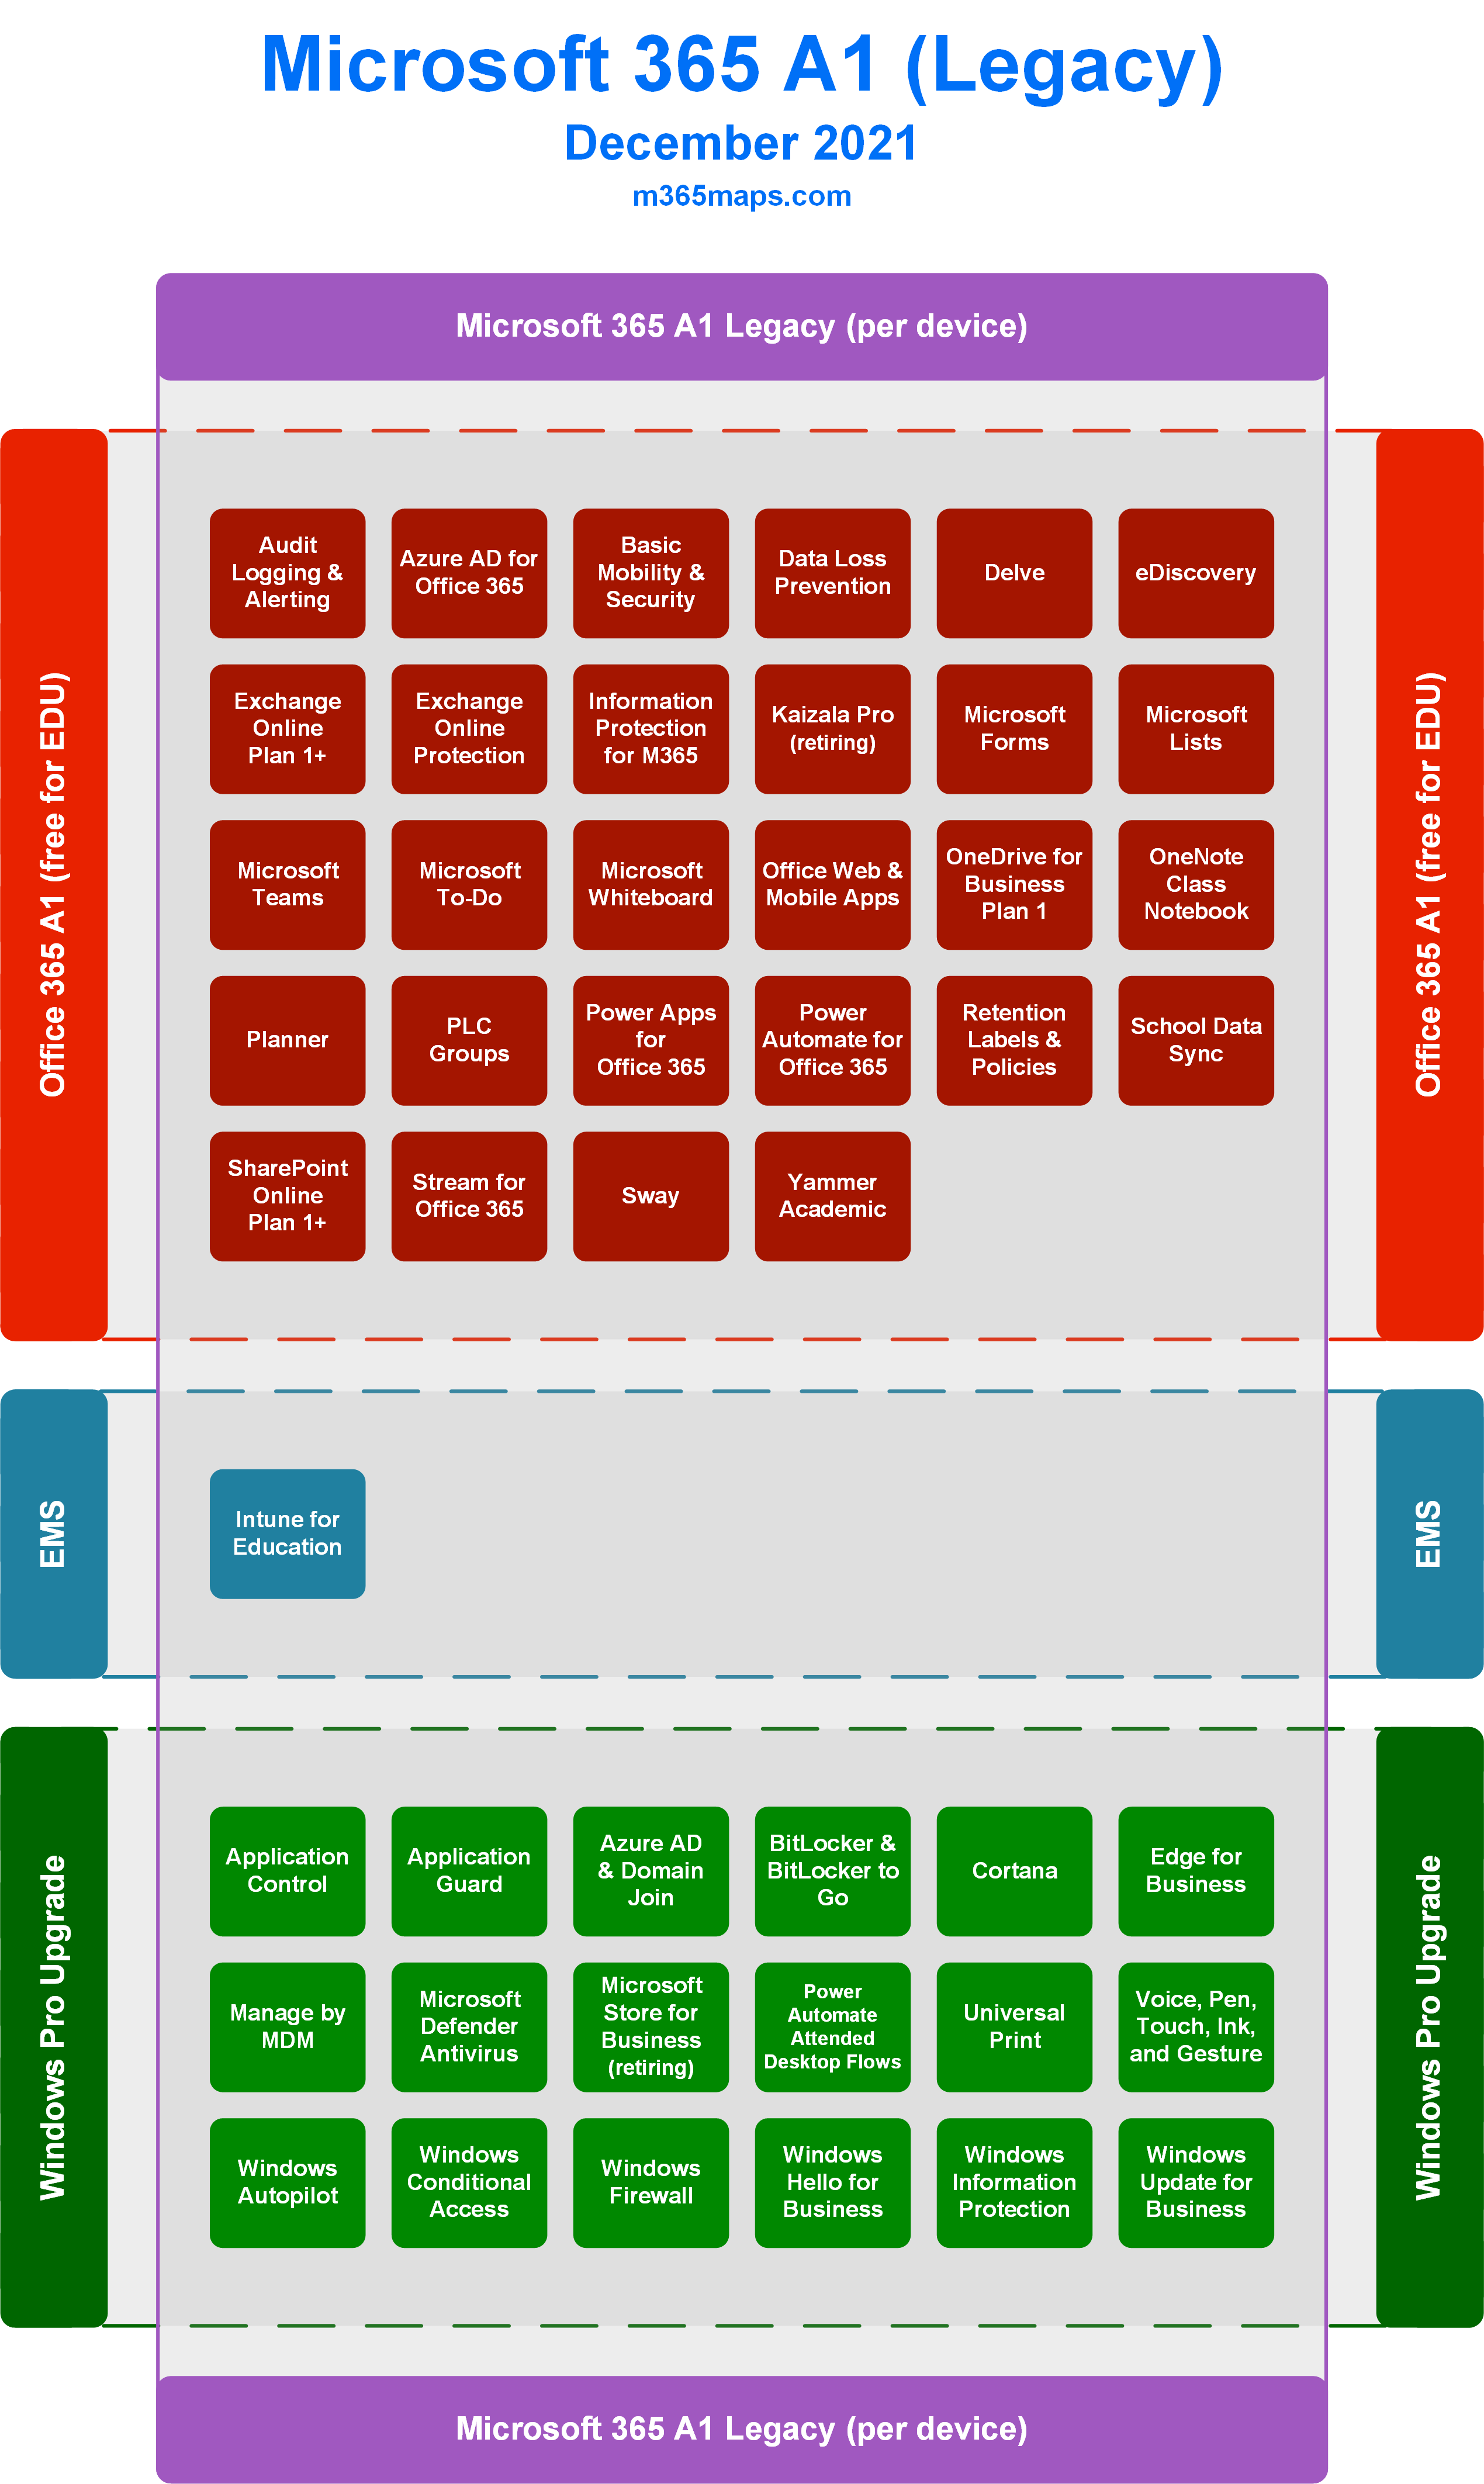 Microsoft 365 A1 (Legacy)
December 2021
m365maps.com
Microsoft 365 A1 Legacy (per device)
Office 365 A1 (free for EDU)
Audit
Logging &
Alerting
Azure AD for
Office 365
Basic
Mobility &
Security
Data Loss
Prevention
Delve
eDiscovery
Exchange
Online
Plan 1+
Exchange
Online
Protection
Information
Protection
for M365
Kaizala Pro
(retiring)
Microsoft
Forms
Microsoft
Lists
Microsoft
Teams
Microsoft
To-Do
Microsoft
Whiteboard
Office Web &
Mobile Apps
OneDrive for
Business
Plan 1
OneNote
Class
Notebook
Planner
PLC
Groups
Power Apps
for
Office 365
Power
Automate for
Office 365
Retention
Labels &
Policies
School Data
Sync
SharePoint
Online
Plan 1+
Stream for
Office 365
Sway
Yammer
Academic
Office 365 A1 (free for EDU)
EMS
Intune for
Education
EMS
Windows Pro Upgrade
Application
Control
Application
Guard
Azure AD
& Domain
Join
BitLocker &
BitLocker to
Go
Cortana
Edge for
Business
Manage by
MDM
Microsoft
Defender
Antivirus
Microsoft
Store for
Business
(retiring)
Power
Automate
Attended
Desktop Flows
Universal
Print
Voice, Pen,
Touch, Ink,
and Gesture
Windows
Autopilot
Windows
Conditional
Access
Windows
Firewall
Windows
Hello for
Business
Windows
Information
Protection
Windows
Update for
Business
Windows Pro Upgrade
Microsoft 365 A1 Legacy (per device)